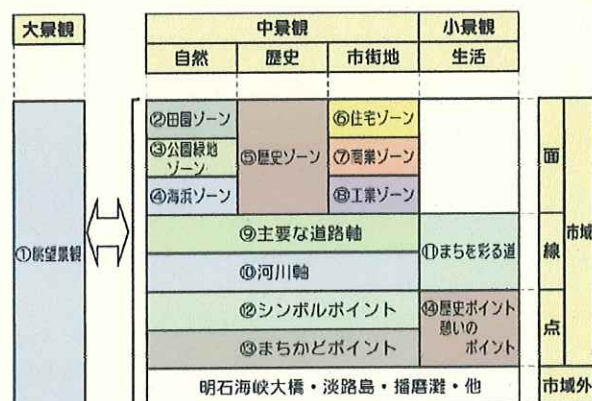 大景観
中景観
小景観
自然
歴史
市街地
生活
①眺望景観
②田園ゾーン
③公園緑地
ゾーン
④海浜ゾーン
⑤歴史ゾーン
⑥住宅ゾーン
⑦商業ゾーン
⑧工業ゾーン
面
⑨主要な道路軸
⑩河川軸
⑪まちを彩る道
線
市域
⑫シンボルポイント
⑬まちかどポイント
⑭歴史ポイント
憩いの
ポイント
点
明石海峡大橋・淡路島・播磨灘・他
市域外